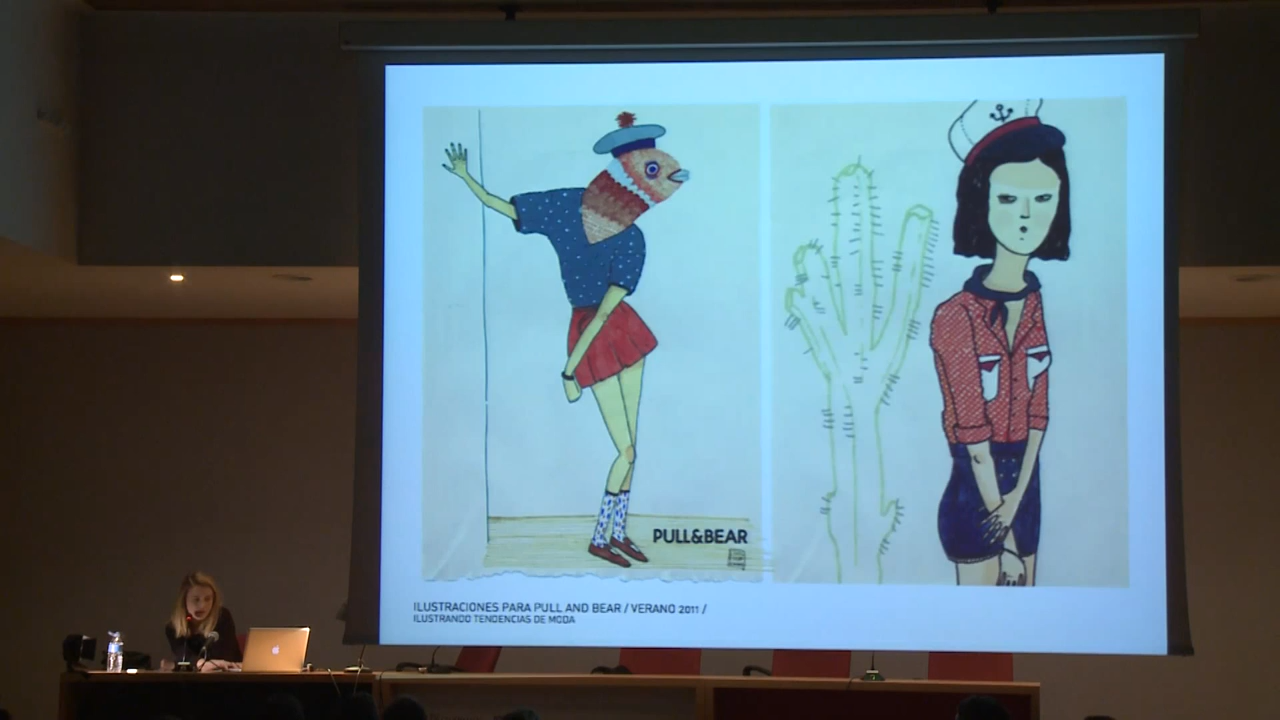 PULL&BEAR
ILUSTRACIONES PARA PULL AND BEAR / VERANO 2011 /
ILUSTRANDO TENDENCIAS DE MODA